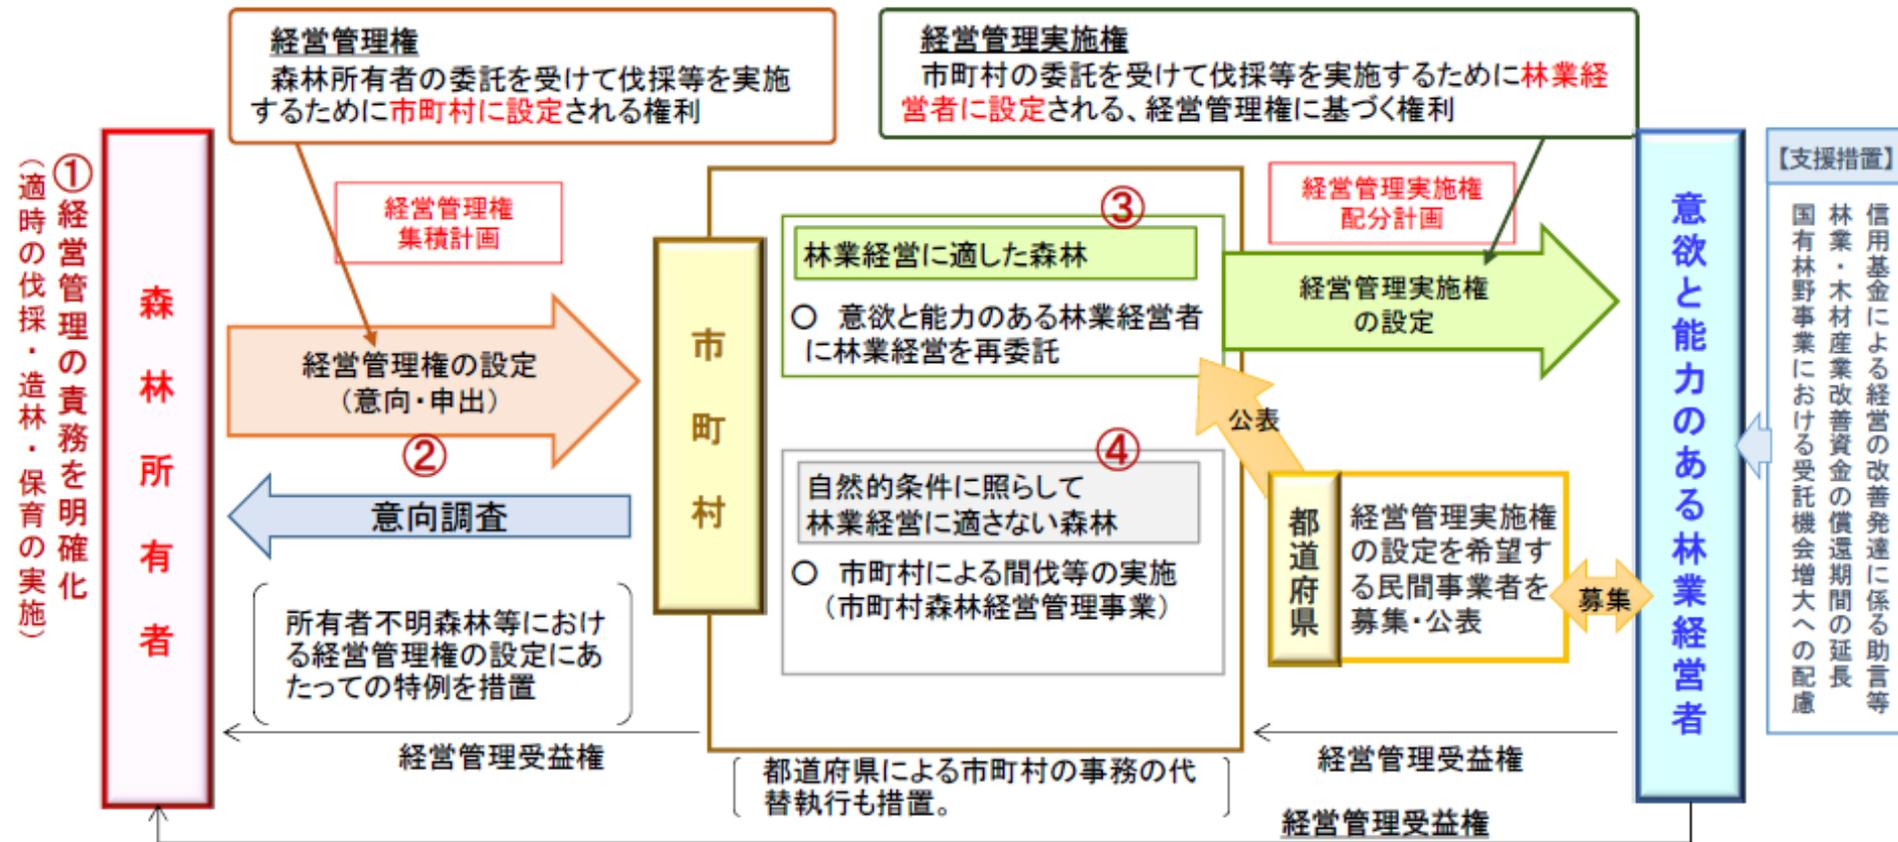 経営管理権
森林所有者の委託を受けて伐採等を実施
するために市町村に設定される権利
経営管理実施権
市町村の委託を受けて伐採等を実施するために林業経
営者に設定される、経営管理権に基づく権利
①経営管理の責務を明確化
（適時の伐採・造林・保育の実施）
森林所有者
経営管理権
集積計画
経営管理権の設定
（意向・申出）
②
意向調査
所有者不明森林等におけ
る経営管理権の設定にあ
たっての特例を措置
経営管理受益権
市町村
③
林業経営に適した森林
○ 意欲と能力のある林業経営者
に林業経営を再委託
④
自然的条件に照らして
林業経営に適さない森林
○ 市町村による間伐等の実施
（市町村森林経営管理事業）
都道府県による市町村の事務の代
替執行も措置。
経営管理実施権
配分計画
経営管理実施権
の設定
公表
都道府県
経営管理実施権
の設定を希望す
る民間事業者を
募集・公表
募集
経営管理受益権
経営管理受益権
意欲と能力のある林業経営者
【支援措置】
信用基金による経営の改善発達に係る助言等
林業・木材産業改善資金の償還期間の延長
国有林野事業における受託機会増大への配慮